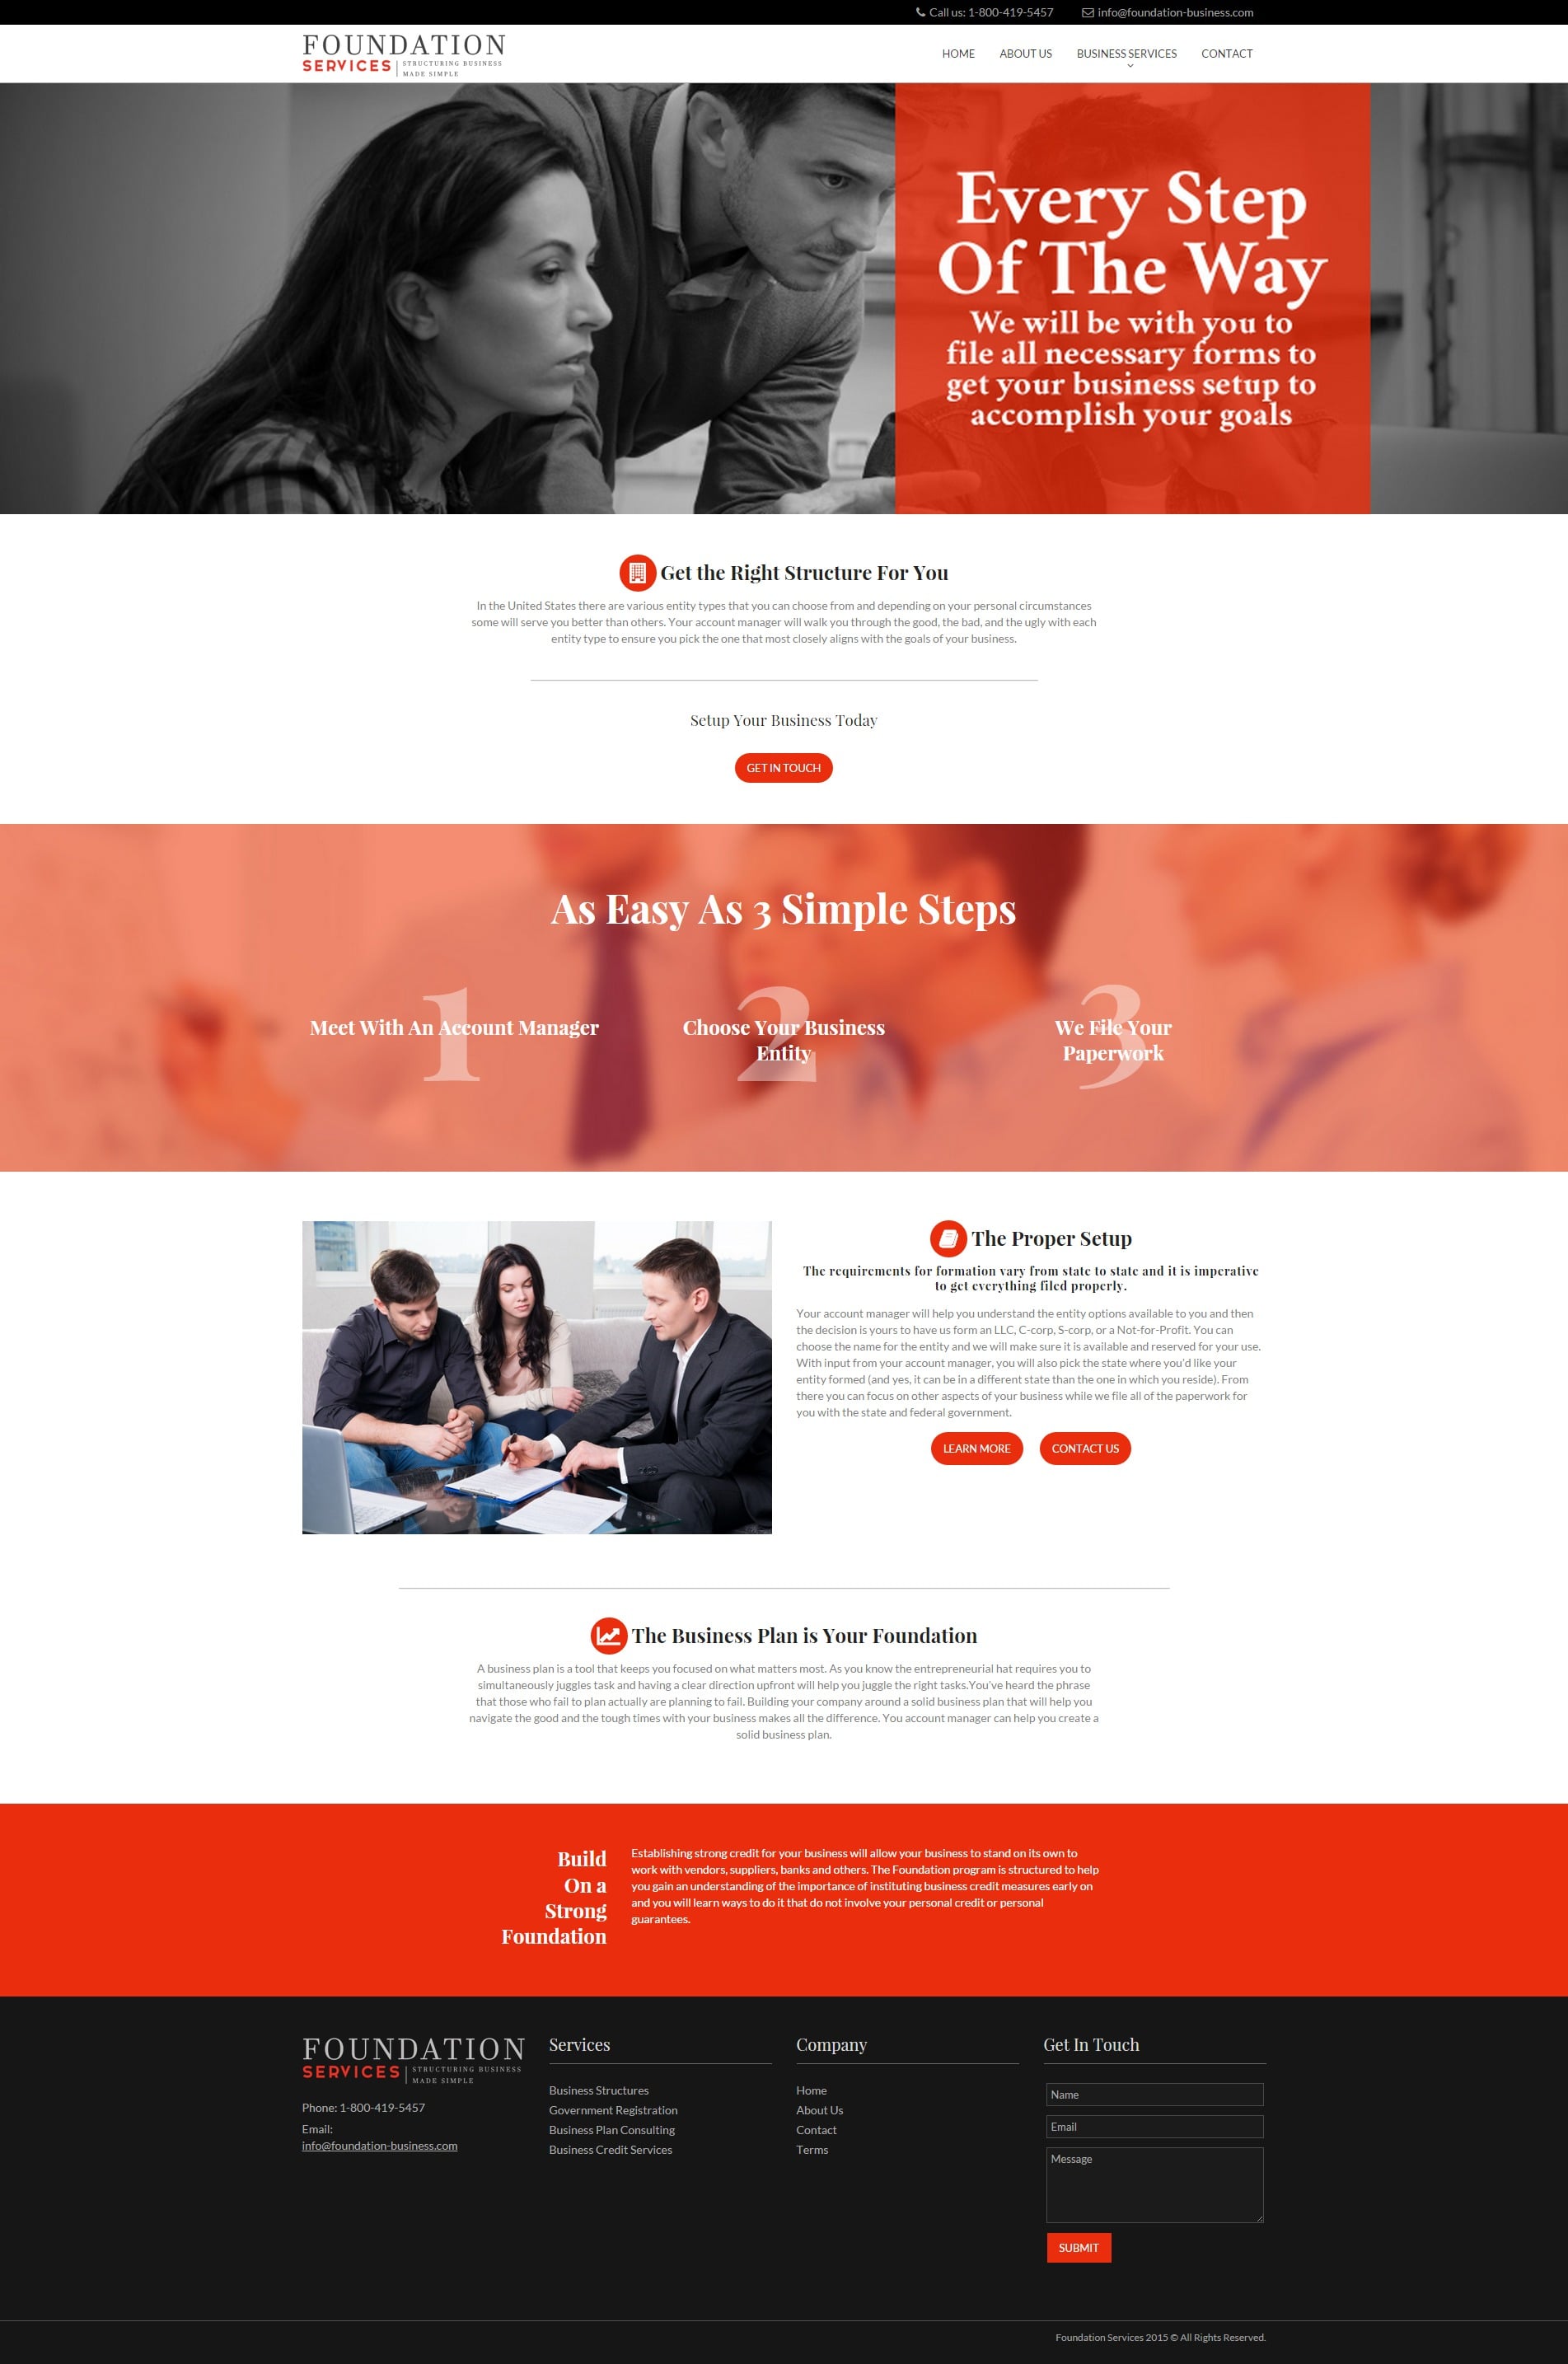 Call us: 1-800-419-5457
info@foundation-business.com
FOUNDATION
SERVICES
STRUCTURING BUSINESS
MADE SIMPLE
HOME
ABOUT US
BUSINESS SERVICES
CONTACT
Every Step
Of The Way
We will be with you to
file all necessary forms to
get your business setup to
accomplish your goals
Get the Right Structure For You
In the United States there are various entity types that you can choose from and depending on your personal circumstances
some will serve you better than others. Your account manager will walk you through the good, the bad, and the ugly with each
entity type to ensure you pick the one that most closely aligns with the goals of your business.
Setup Your Business Today
GET IN TOUCH
As Easy As 3 Simple Steps
1
Meet With An Account Manager
2
Choose Your Business
Entity
3
We File Your
Paperwork
The Proper Setup
The requirements for formation vary from state to state and it is imperative
to get everything filed properly.
Your account manager will help you understand the entity options available to you and then
the decision is yours to have us form an LLC, C-corp, S-corp, or a Not-for-Profit. You can
choose the name for the entity and we will make sure it is available and reserved for your use.
With input from your account manager, you will also pick the state where you'd like your
entity formed (and yes, it can be in a different state than the one in which you reside). From
there you can focus on other aspects of your business while we file all of the paperwork for
you with the state and federal government.
LEARN MORE
CONTACT US
The Business Plan is Your Foundation
A business plan is a tool that keeps you focused on what matters most. As you know the entrepreneurial hat requires you to
simultaneously juggles task and having a clear direction upfront will help you juggle the right tasks.You've heard the phrase
that those who fail to plan actually are planning to fail. Building your company around a solid business plan that will help you
navigate the good and the tough times with your business makes all the difference. You account manager can help you create a
solid business plan.
Build
On a
Strong
Foundation
Establishing strong credit for your business will allow your business to stand on its own to
work with vendors, suppliers, banks and others. The Foundation program is structured to help
you gain an understanding of the importance of instituting business credit measures early on
and you will learn ways to do it that do not involve your personal credit or personal
guarantees.
FOUNDATION
SERVICES
STRUCTURING BUSINESS
MADE SIMPLE
Phone: 1-800-419-5457
Email:
info@foundation-business.com
Services
Business Structures
Government Registration
Business Plan Consulting
Business Credit Services
Company
Home
About Us
Contact
Terms
Get In Touch
Name
Email
Message
SUBMIT
Foundation Services 2015 © All Rights Reserved.